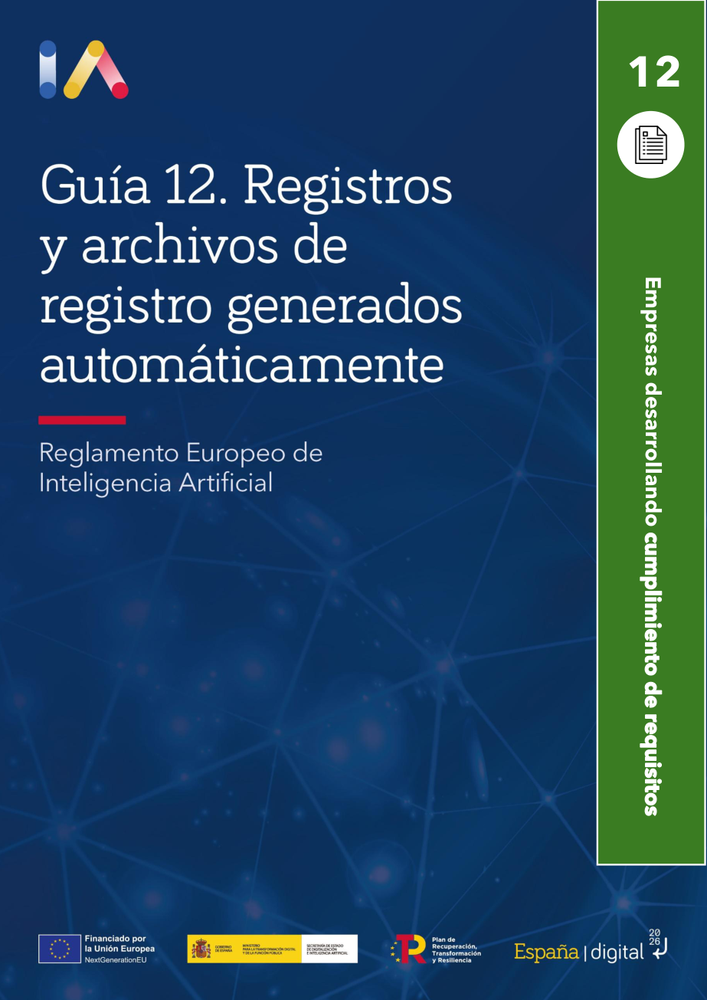 IA
12
Guía 12. Registros
y archivos de
registro generados
automáticamente
Reglamento Europeo de
Inteligencia Artificial
Empresas desarrollando cumplimiento de requisitos
Financiado por
la Unión Europea
NextGenerationEU
GOBIERNO
DE ESPAÑA
MINISTERIO
PARA LA TRANSFORMACIÓN DIGITAL
Y DE LA FUNCIÓN PÚBLICA
SECRETARÍA DE ESTADO
DE DIGITALIZACIÓN
E INTELIGENCIA ARTIFICIAL
TR
Plan de
Recuperación,
Transformación
y Resiliencia
España | digital 2026